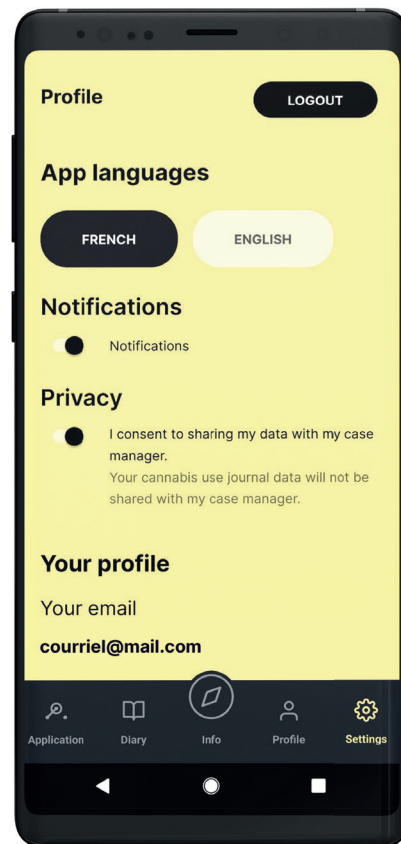 Profile
LOGOUT
App languages
FRENCH
ENGLISH
Notifications
Notifications
Privacy
I consent to sharing my data with my case
manager.
Your cannabis use journal data will not be
shared with my case manager.
Your profile
Your email
courriel@mail.com
Application
Diary
Info
Profile
Settings